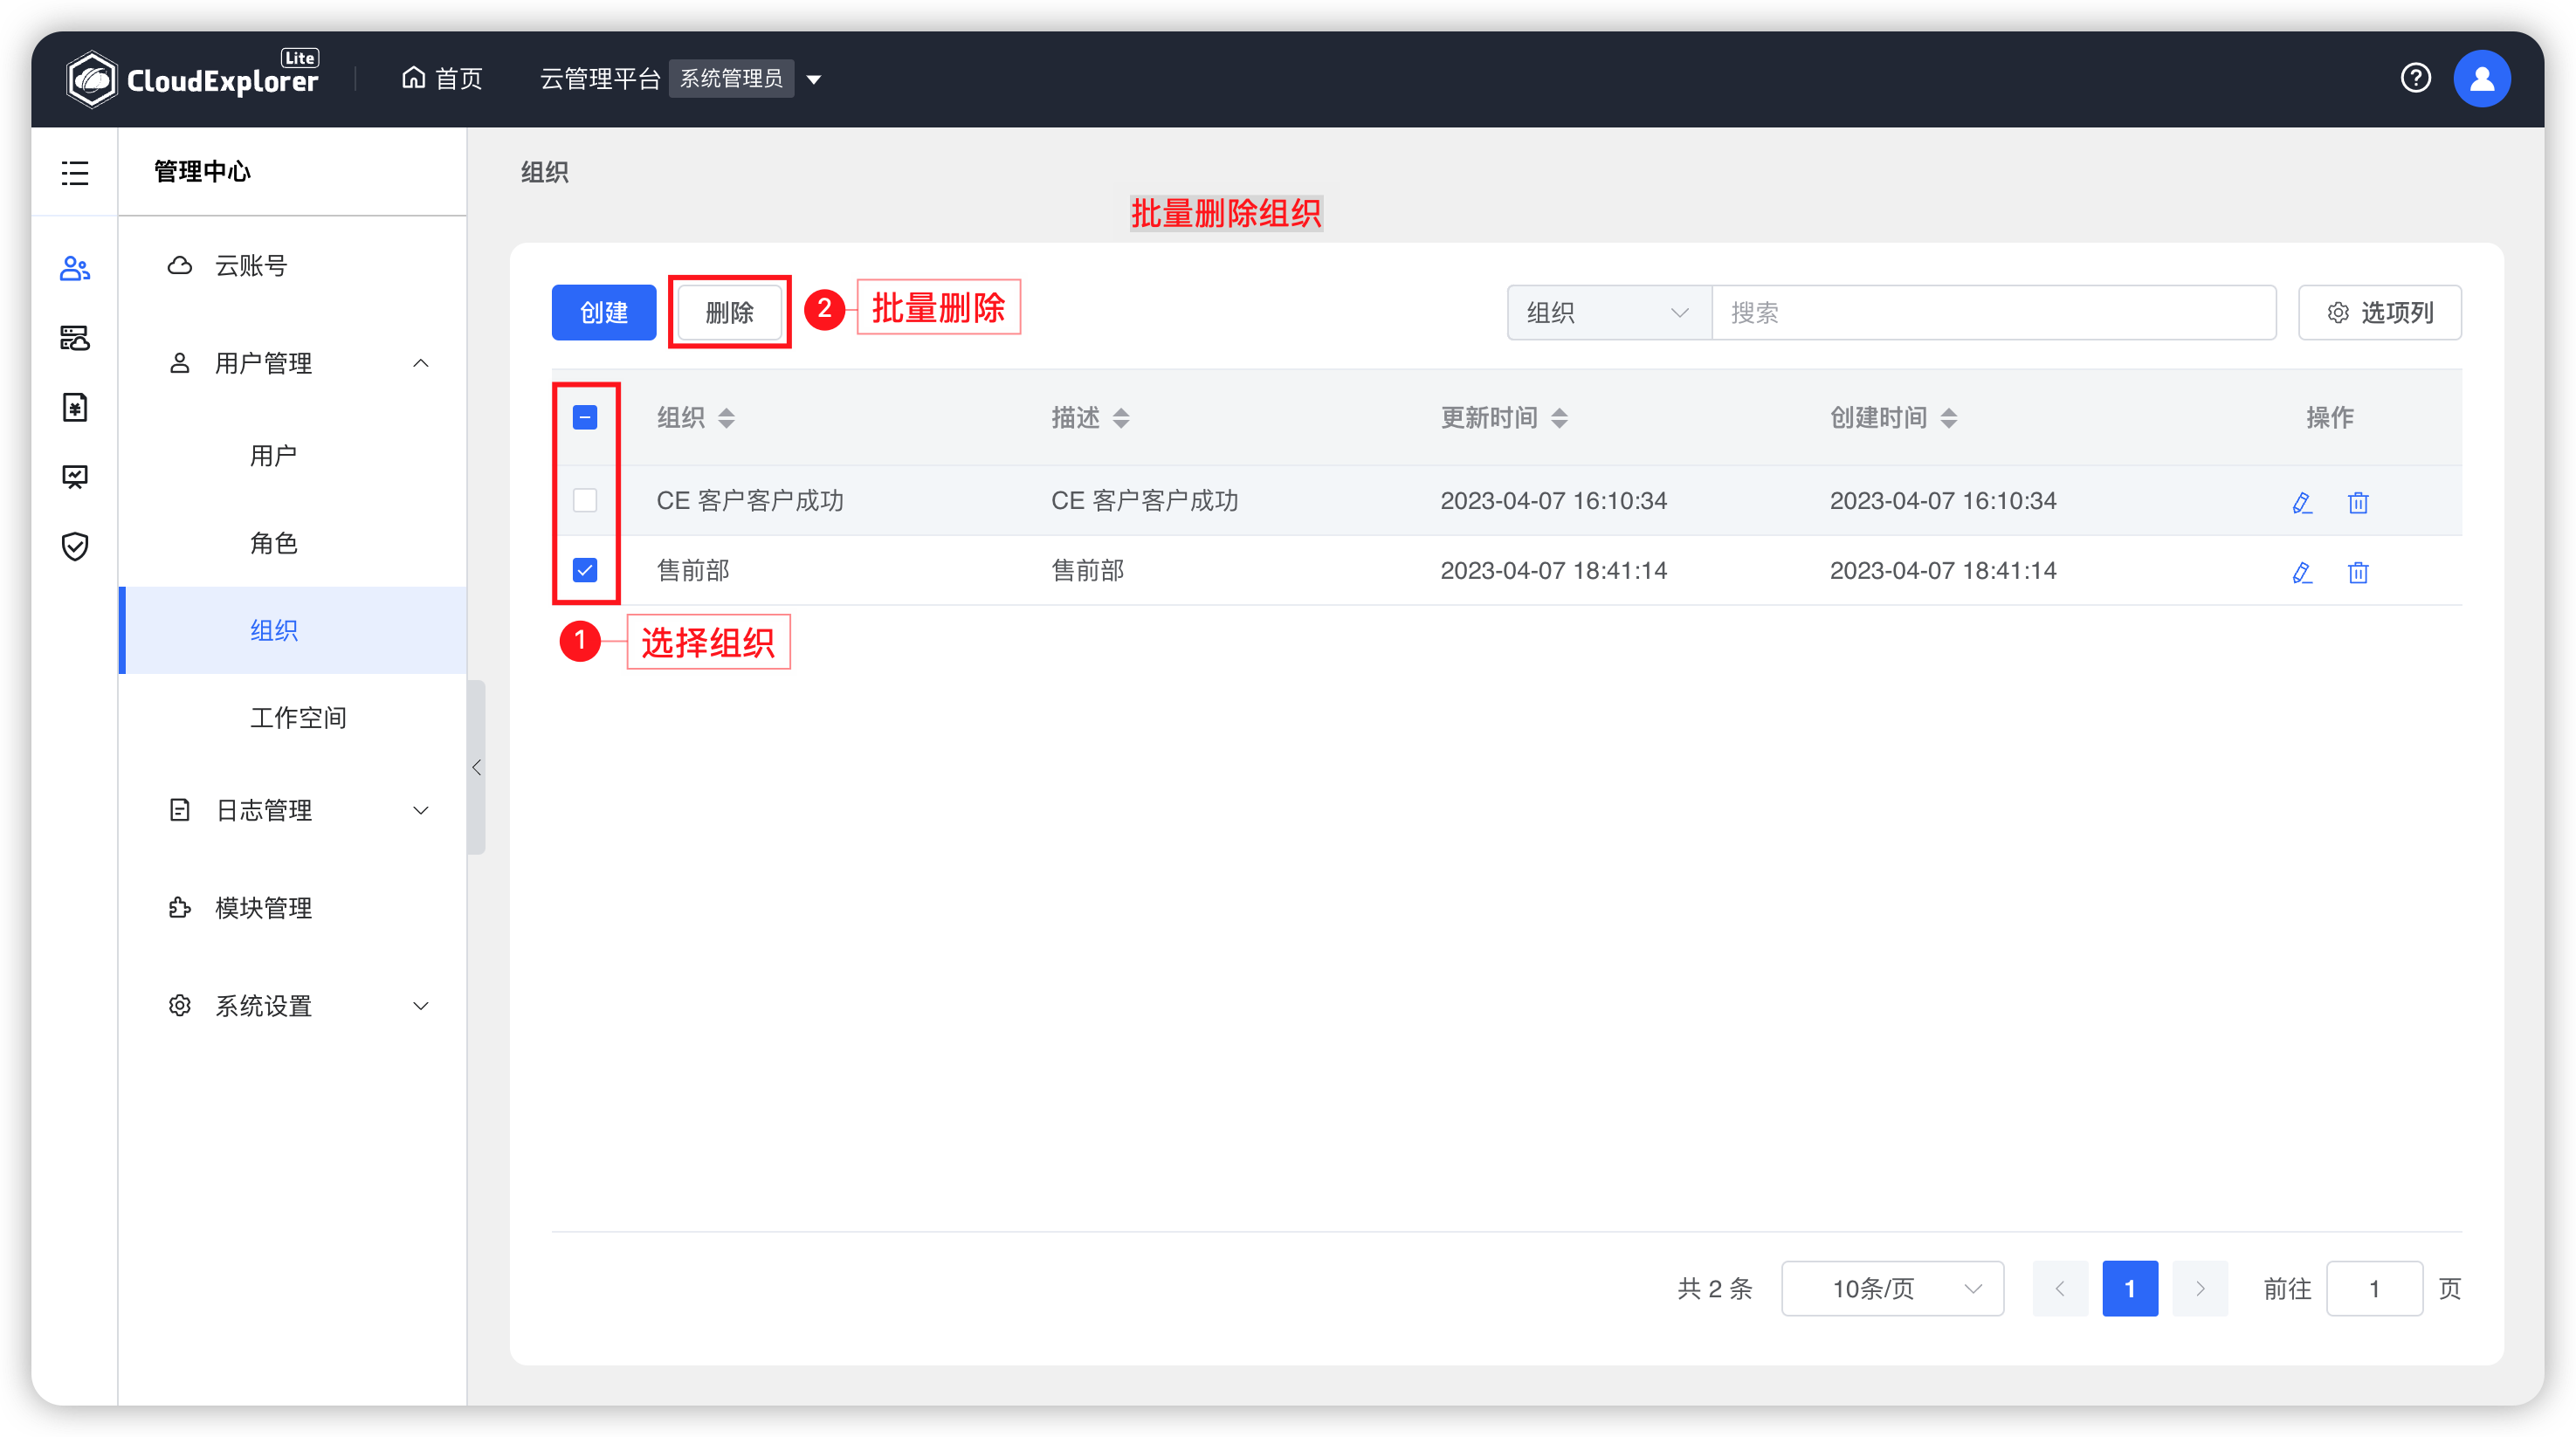 CloudExplorer Lite
首页
云管理平台 系统管理员
管理中心
云账号
用户管理
用户
角色
组织
工作空间
日志管理
模块管理
系统设置
组织
批量删除组织
创建 删除 2 批量删除 组织 搜索 选项列
组织 描述 更新时间 创建时间 操作
CE 客户客户成功 CE 客户客户成功 2023-04-07 16:10:34 2023-04-07 16:10:34
售前部 售前部 2023-04-07 18:41:14 2023-04-07 18:41:14
1 选择组织
共 2 条 10条/页 1 前往 1 页